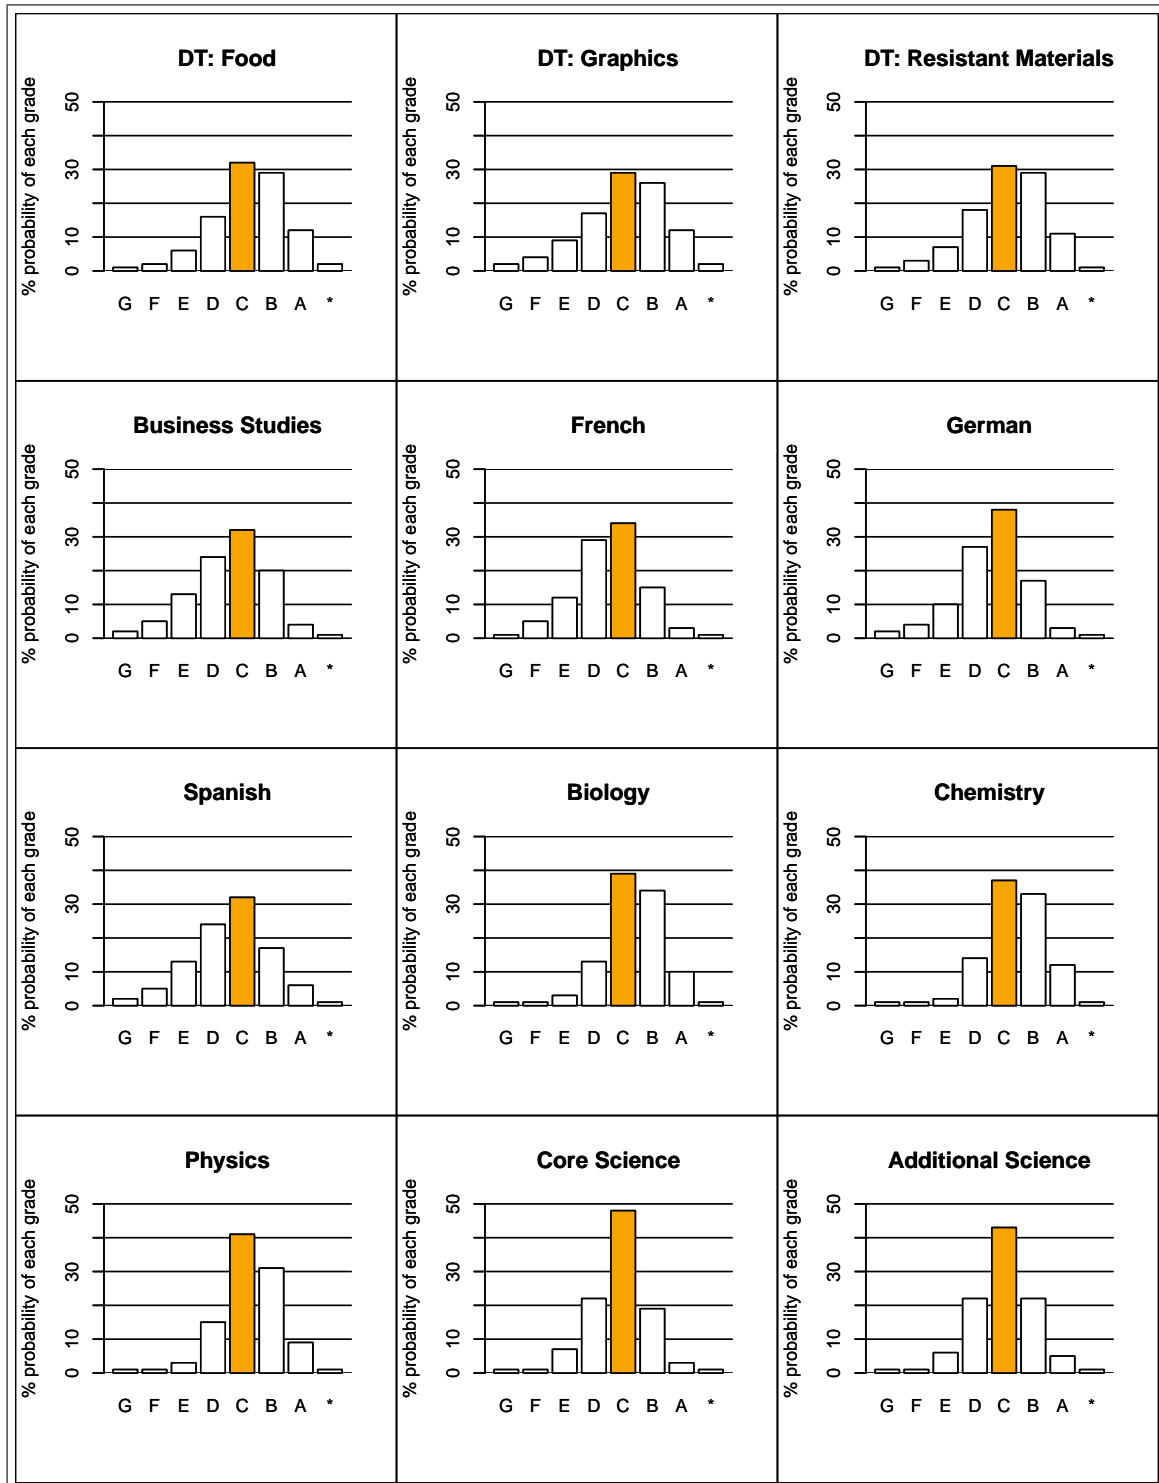 DT: Food
% probability of each grade
50
30
10
0
G F E D C B A *
DT: Graphics
% probability of each grade
50
30
10
0
G F E D C B A *
DT: Resistant Materials
% probability of each grade
50
30
10
0
G F E D C B A *
Business Studies
% probability of each grade
50
30
10
0
G F E D C B A *
French
% probability of each grade
50
30
10
0
G F E D C B A *
German
% probability of each grade
50
30
10
0
G F E D C B A *
Spanish
% probability of each grade
50
30
10
0
G F E D C B A *
Biology
% probability of each grade
50
30
10
0
G F E D C B A *
Chemistry
% probability of each grade
50
30
10
0
G F E D C B A *
Physics
% probability of each grade
50
30
10
0
G F E D C B A *
Core Science
% probability of each grade
50
30
10
0
G F E D C B A *
Additional Science
% probability of each grade
50
30
10
0
G F E D C B A *